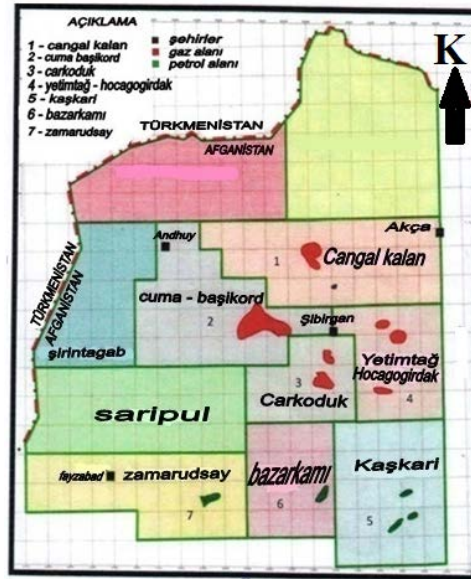 AÇIKLAMA
1 - cangal kalan
2 - cuma başikord
3 - carkoduk
4 - yetimtağ - hocagogirdak
5 - kaşkari
6 - bazarkamı
7 - zamarudsay
şehirler
gaz alanı
petrol alanı
K
TÜRKMENİSTAN
AFGANİSTAN
Andhuy
Akça
1
Cangal kalan
TÜRKMENİSTAN
AFGANİSTAN
cuma - başikord
2
Şibirgan
şirintagab
Yetimtağ
Hocagogirdak
3
4
Carkoduk
saripul
fayzabad
zamarudsay
bazarkamı
Kaşkari
7
6
5